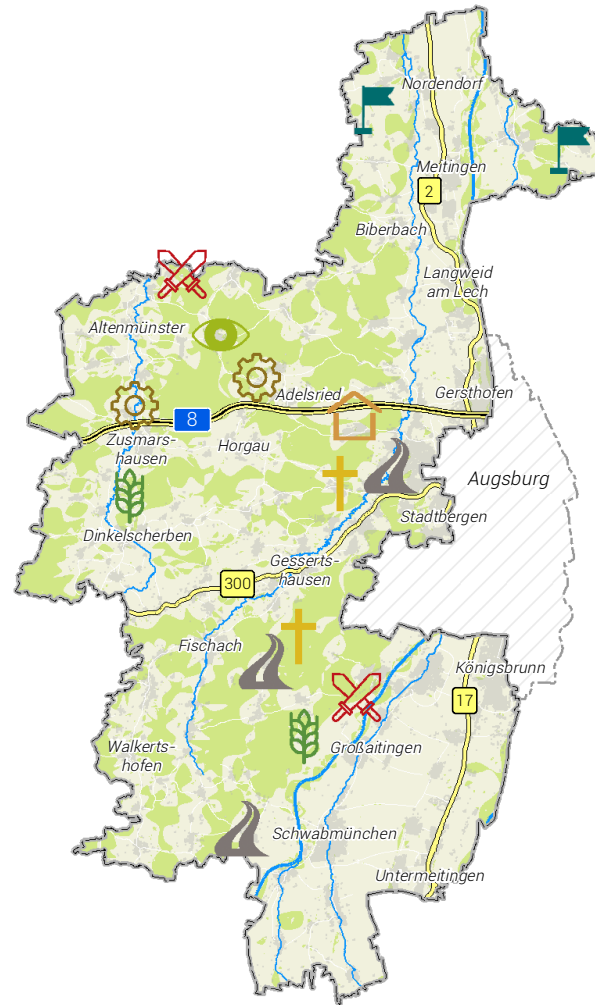 Nordendorf
Meitingen
2
Biberbach
Langweid
am Lech
Altenmünster
Adelsried
Gersthofen
8
Zusmars-
hausen
Horgau
Augsburg
Stadtbergen
Dinkelscherben
Gesserts-
hausen
300
Fischach
Königsbrunn
17
Walkerts-
hofen
Großaitingen
Schwabmünchen
Untermeitingen